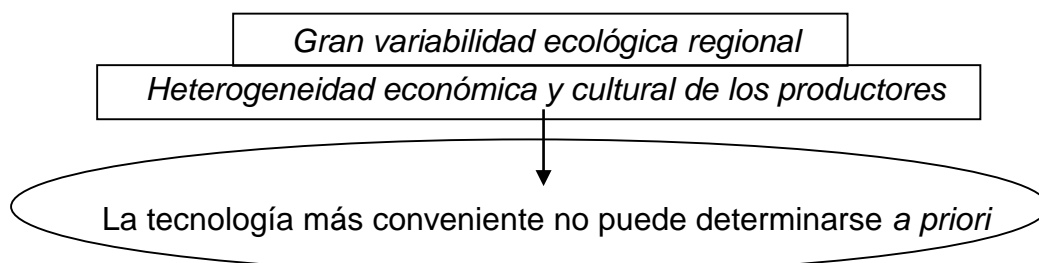 Gran variabilidad ecológica regional
Heterogeneidad económica y cultural de los productores
La tecnología más conveniente no puede determinarse a priori